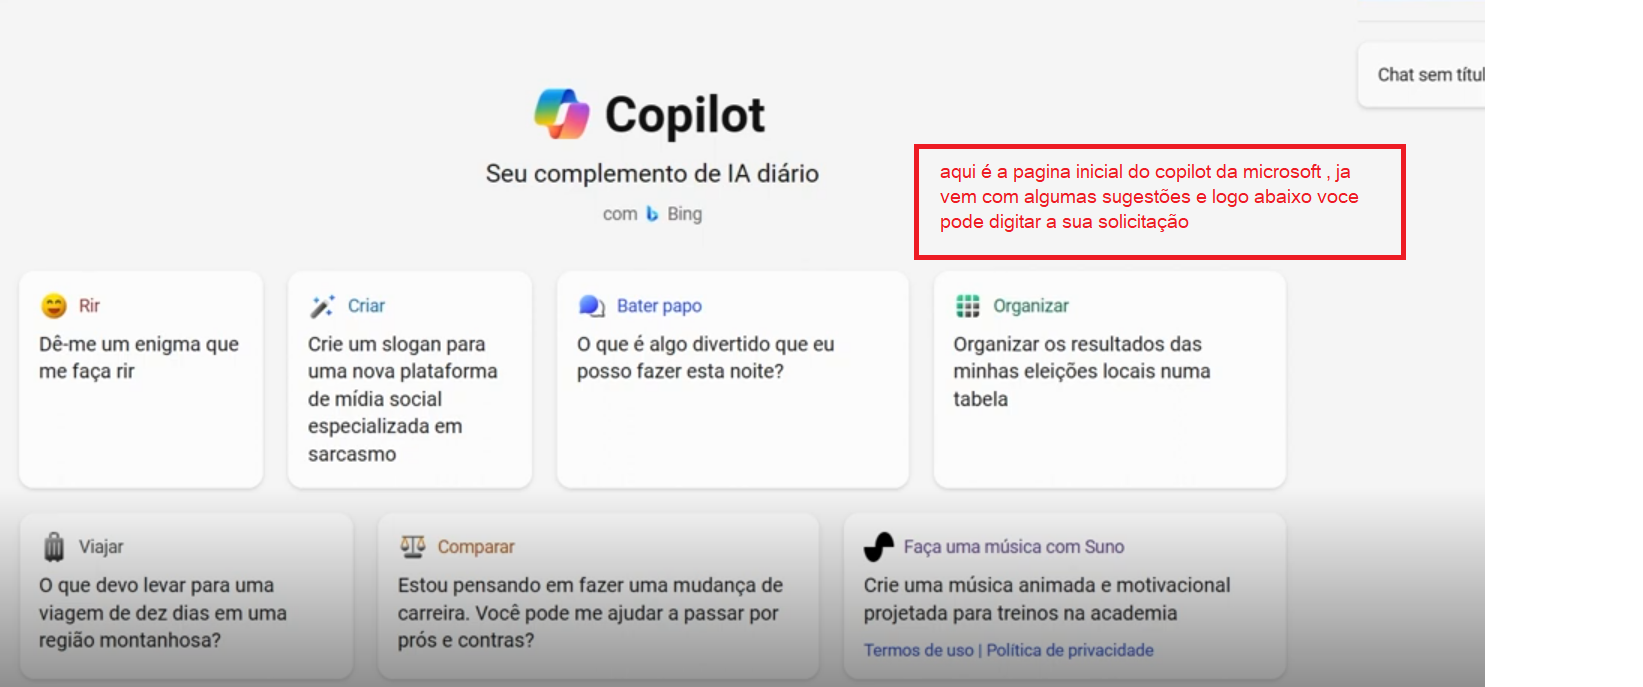 Chat sem títul
Copilot
Seu complemento de IA diário
com Bing
aqui é a pagina inicial do copilot da microsoft , ja
vem com algumas sugestões e logo abaixo voce
pode digitar a sua solicitação
Rir
Dê-me um enigma que
me faça rir
Criar
Crie um slogan para
uma nova plataforma
de mídia social
especializada em
sarcasmo
Bater papo
O que é algo divertido que eu
posso fazer esta noite?
Organizar
Organizar os resultados das
minhas eleições locais numa
tabela
Viajar
O que devo levar para uma
viagem de dez dias em uma
região montanhosa?
Comparar
Estou pensando em fazer uma mudança de
carreira. Você pode me ajudar a passar por
prós e contras?
Faça uma música com Suno
Crie uma música animada e motivacional
projetada para treinos na academia
Termos de uso | Política de privacidade